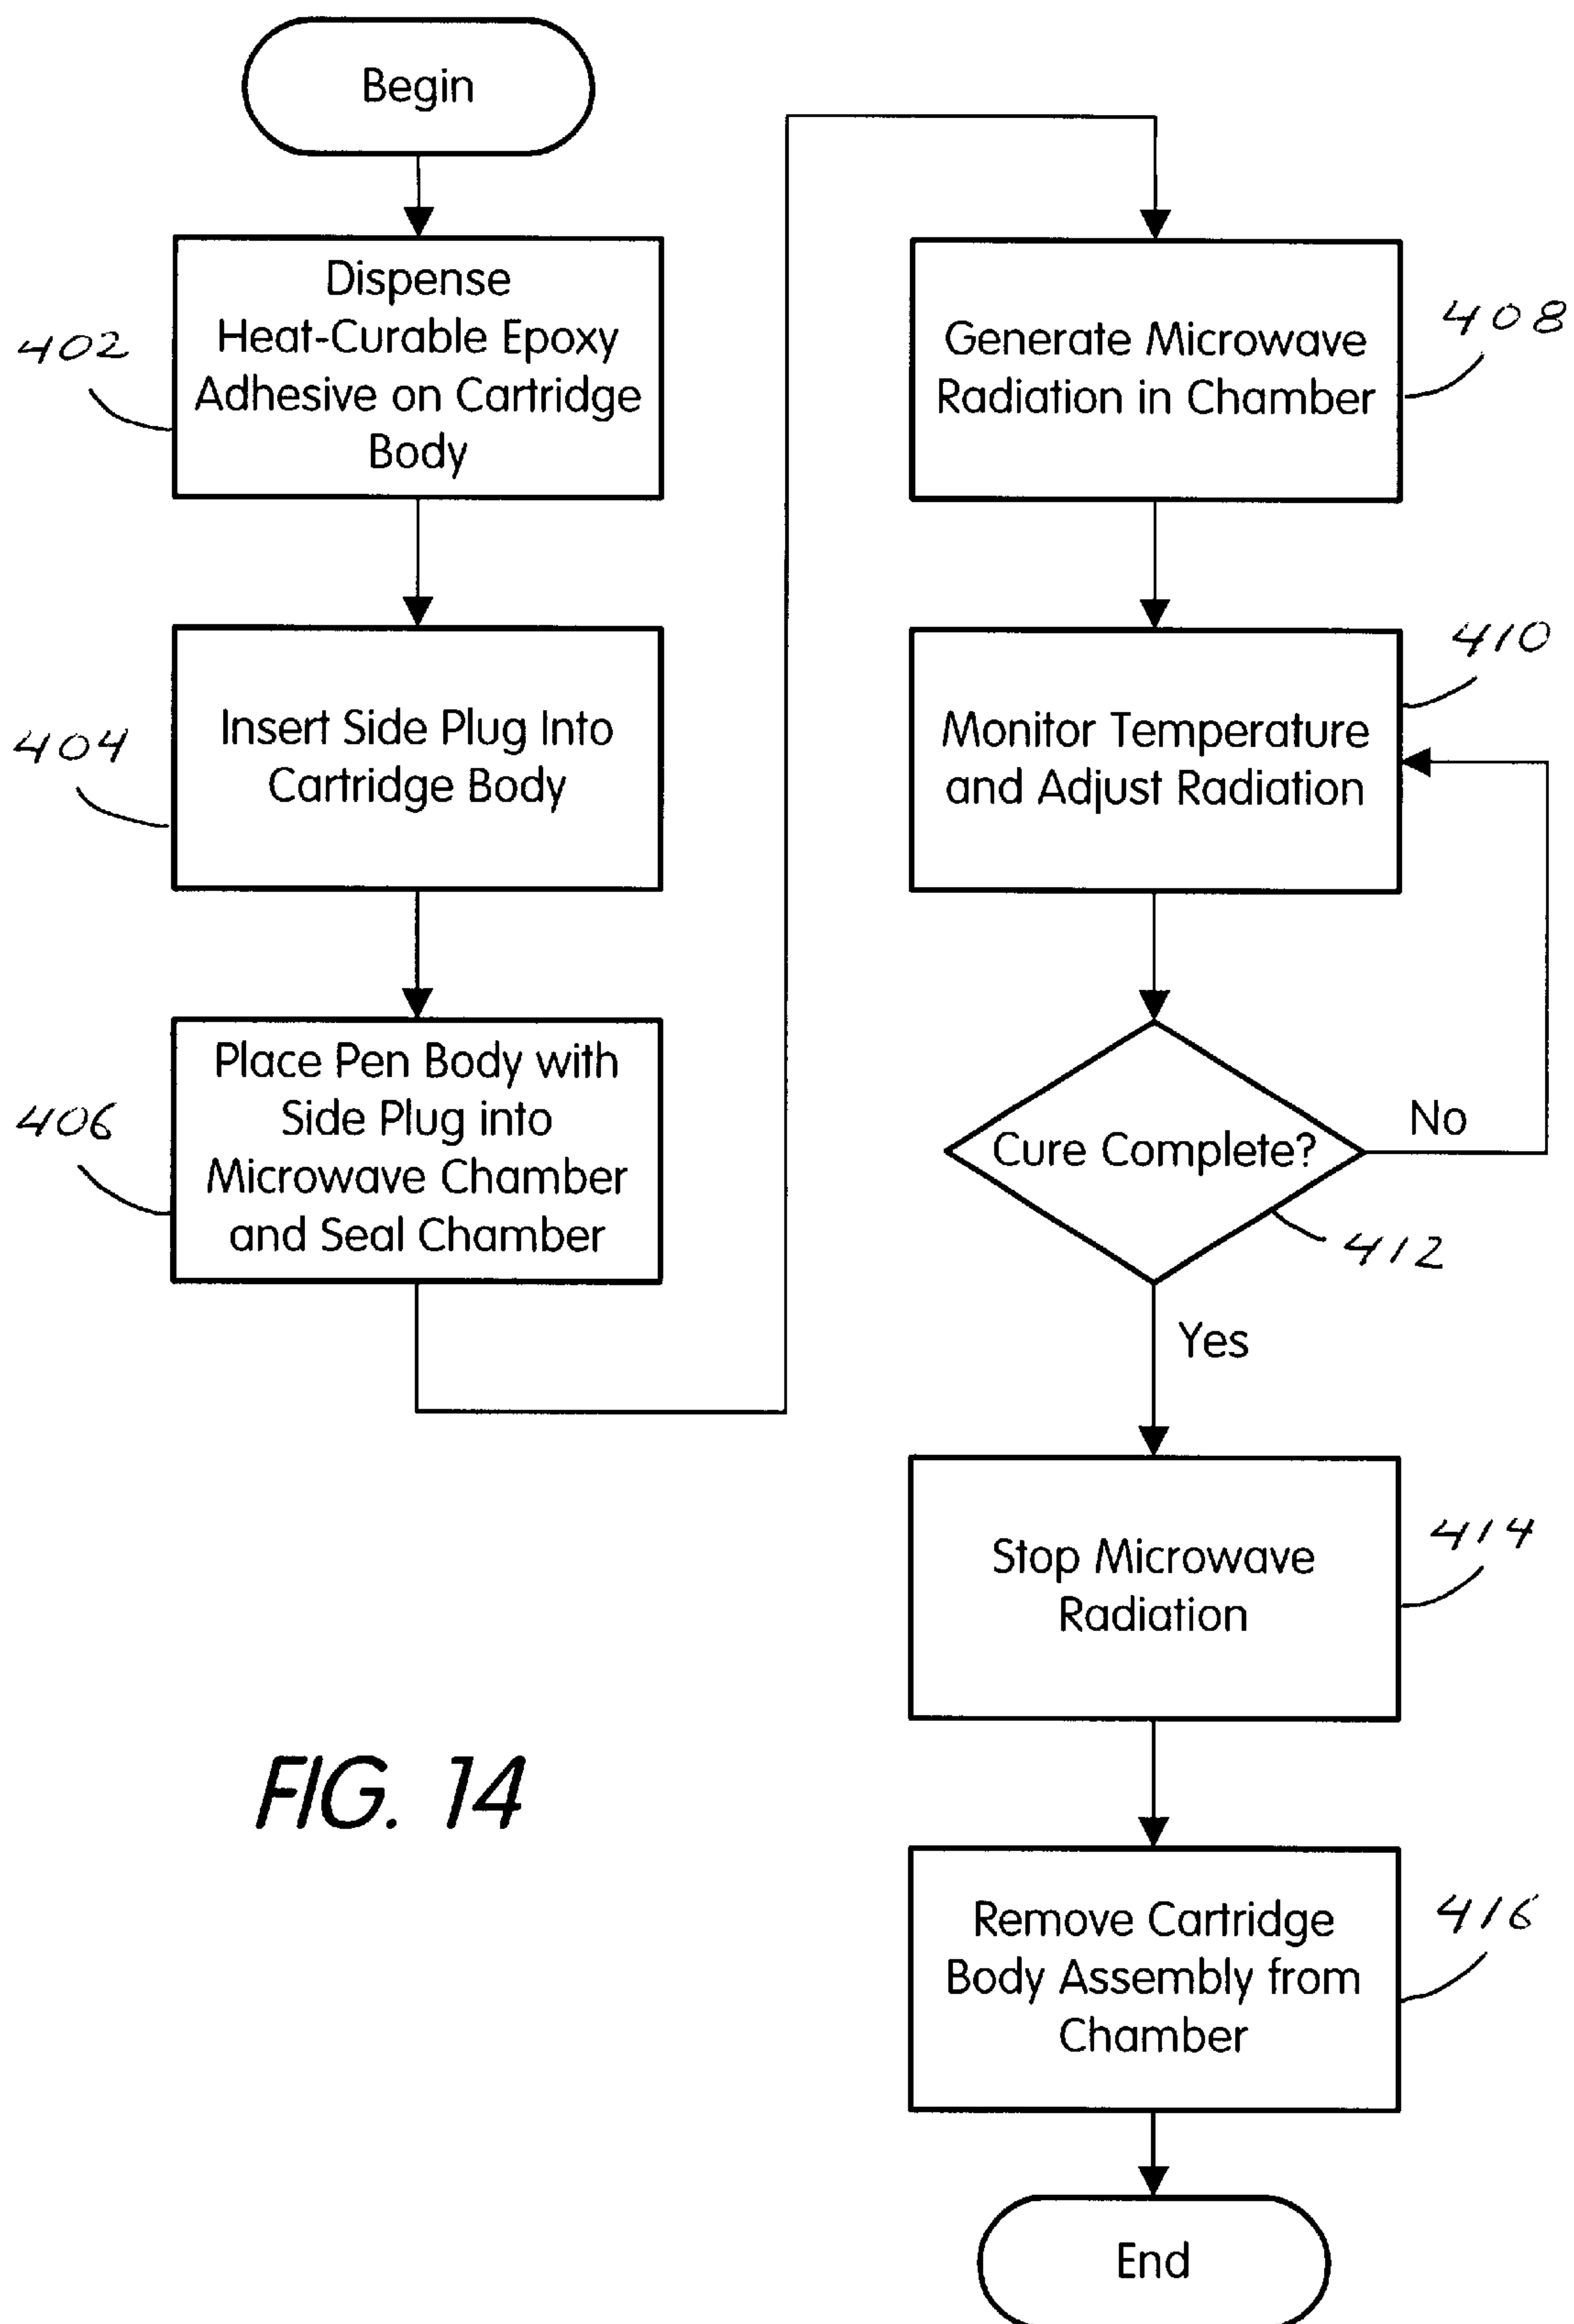 Begin
402
Dispense
Heat-Curable Epoxy
Adhesive on Cartridge
Body
404
Insert Side Plug Into
Cartridge Body
406
Place Pen Body with
Side Plug into
Microwave Chamber
and Seal Chamber
408
Generate Microwave
Radiation in Chamber
410
Monitor Temperature
and Adjust Radiation
Cure Complete?
No
412
Yes
414
Stop Microwave
Radiation
416
Remove Cartridge
Body Assembly from
Chamber
End
FIG. 14